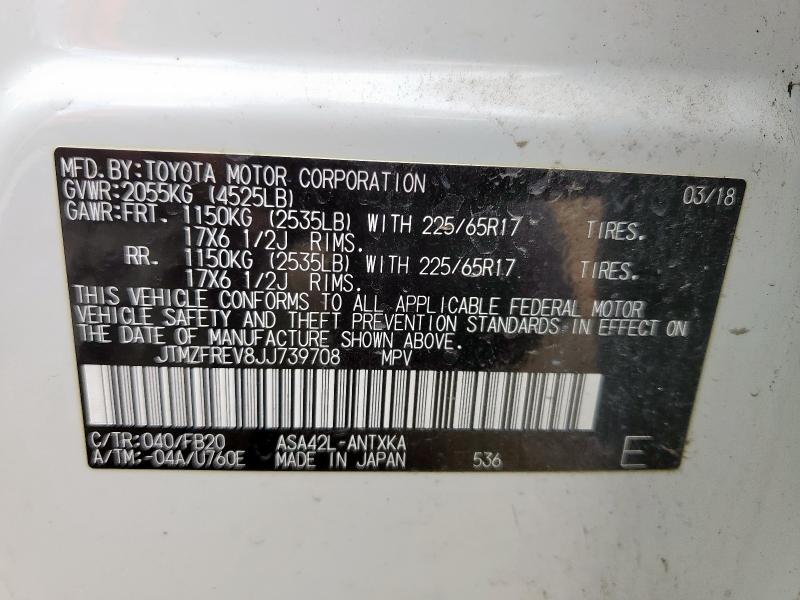 MFD. BY: TOYOTA MOTOR CORPORATION 03/18
GVWR: 2055KG (4525LB)
GAWR: FRT. 1150KG (2535LB) WITH 225/65R17 TIRES.
17X6 1/2J RIMS.
RR. 1150KG (2535LB) WITH 225/65R17 TIRES.
17X6 1/2J RIMS.
THIS VEHICLE CONFORMS TO ALL APPLICABLE FEDERAL MOTOR
VEHICLE SAFETY AND THEFT PREVENTION STANDARDS IN EFFECT ON
THE DATE OF MANUFACTURE SHOWN ABOVE.
JTMZFREV8JJ739708 MPV
C/TR: 040/FB20 ASA42L-ANTXKA
A/TM: -04A/U760E MADE IN JAPAN 536 E